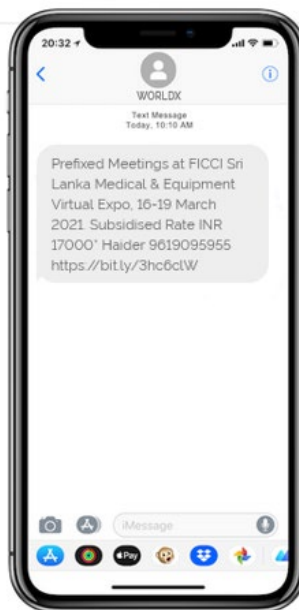 20:32
WORLDX
Text Message
Today, 10:10 AM
Prefixed Meetings at FICCI Sri
Lanka Medical & Equipment
Virtual Expo, 16-19 March
2021. Subsidised Rate INR
17000* Haider 9619095955
https://bit.ly/3hc6clW
iMessage
Pay